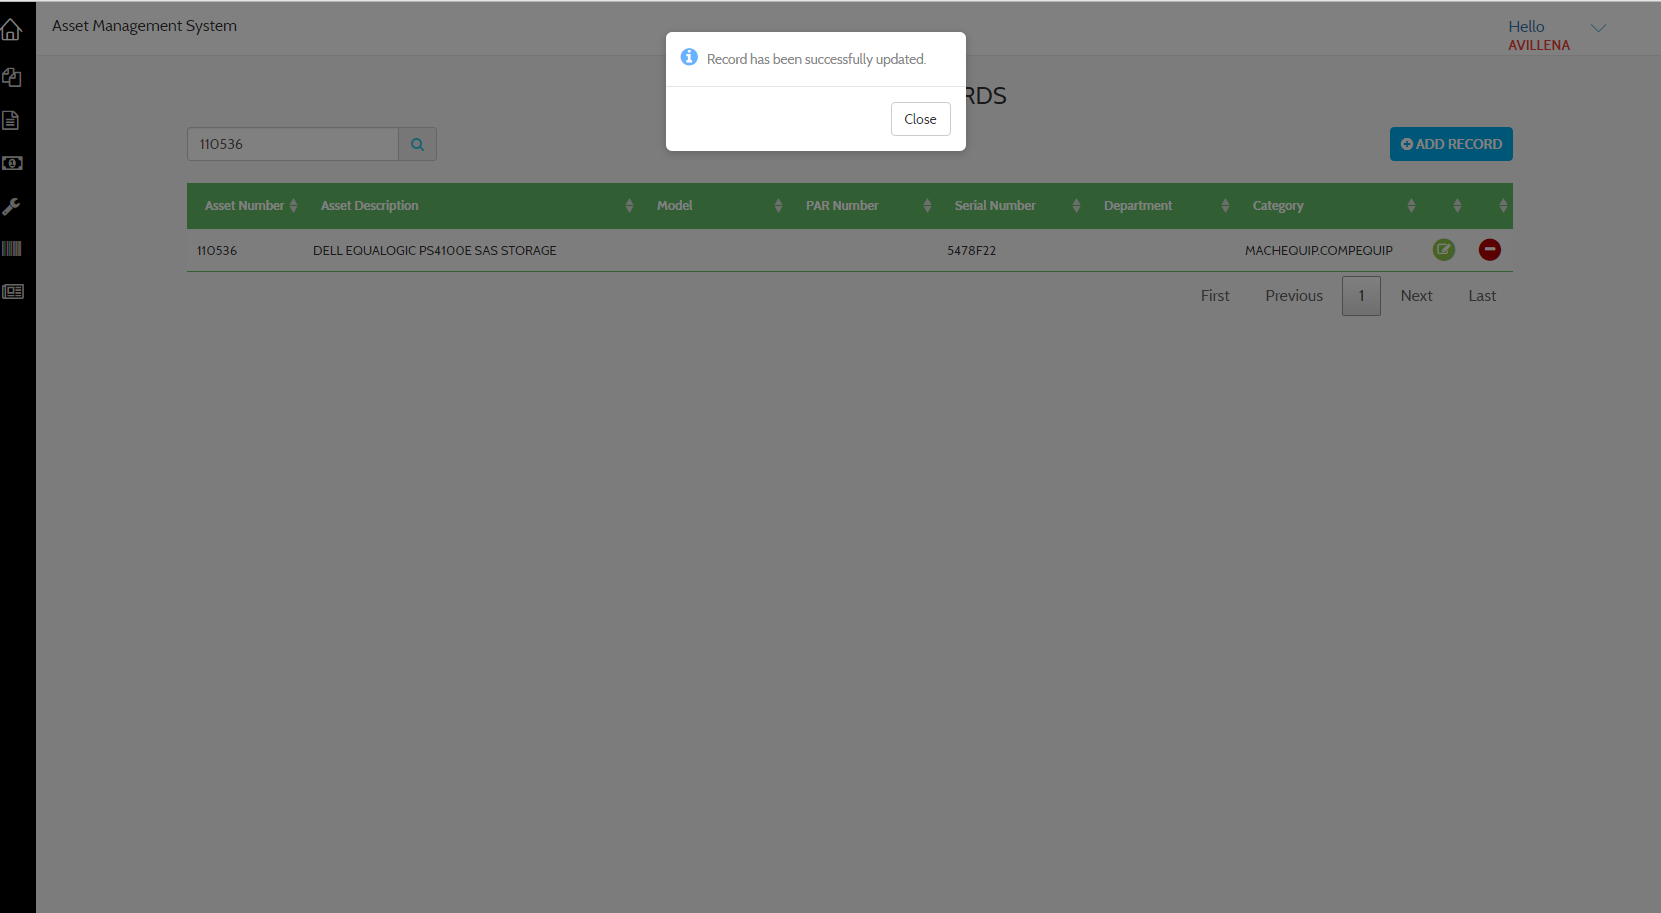 Asset Management System
Hello
AVILLENA
Record has been successfully updated.
Close
RDS
110536
ADD RECORD
Asset Number Asset Description Model PAR Number Serial Number Department Category
110536 DELL EQUALOGIC PS4100E SAS STORAGE 5478F22 MACHEQUIP.COMPEQUIP
First Previous 1 Next Last